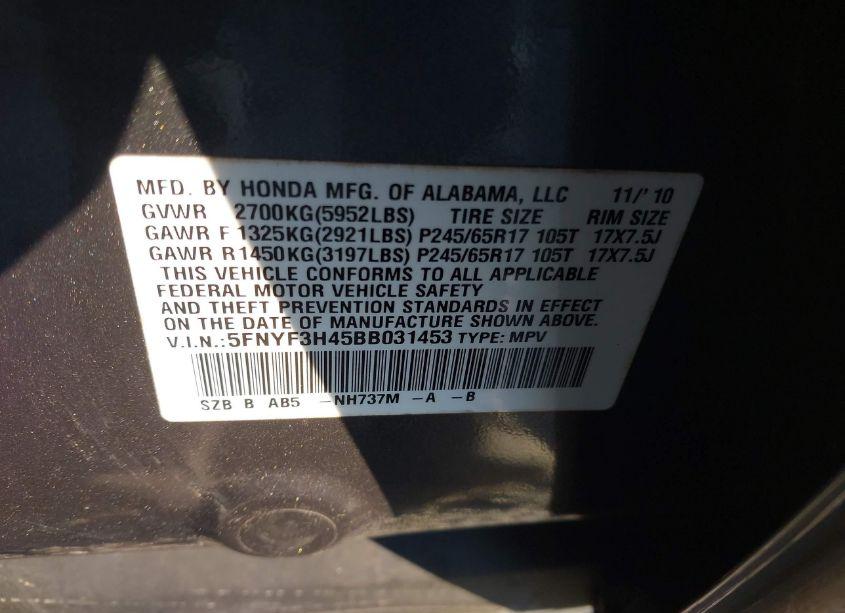 MFD. BY HONDA MFG. OF ALABAMA, LLC 11/'10
GVWR 2700KG(5952LBS) TIRE SIZE RIM SIZE
GAWR F 1325KG(2921LBS) P245/65R17 105T 17X7.5J
GAWR R 1450KG(3197LBS) P245/65R17 105T 17X7.5J
THIS VEHICLE CONFORMS TO ALL APPLICABLE
FEDERAL MOTOR VEHICLE SAFETY
AND THEFT PREVENTION STANDARDS IN EFFECT
ON THE DATE OF MANUFACTURE SHOWN ABOVE.
V.I.N.: 5FNYF3H45BB031453 TYPE: MPV
SZB B AB5 -NH737M -A -B